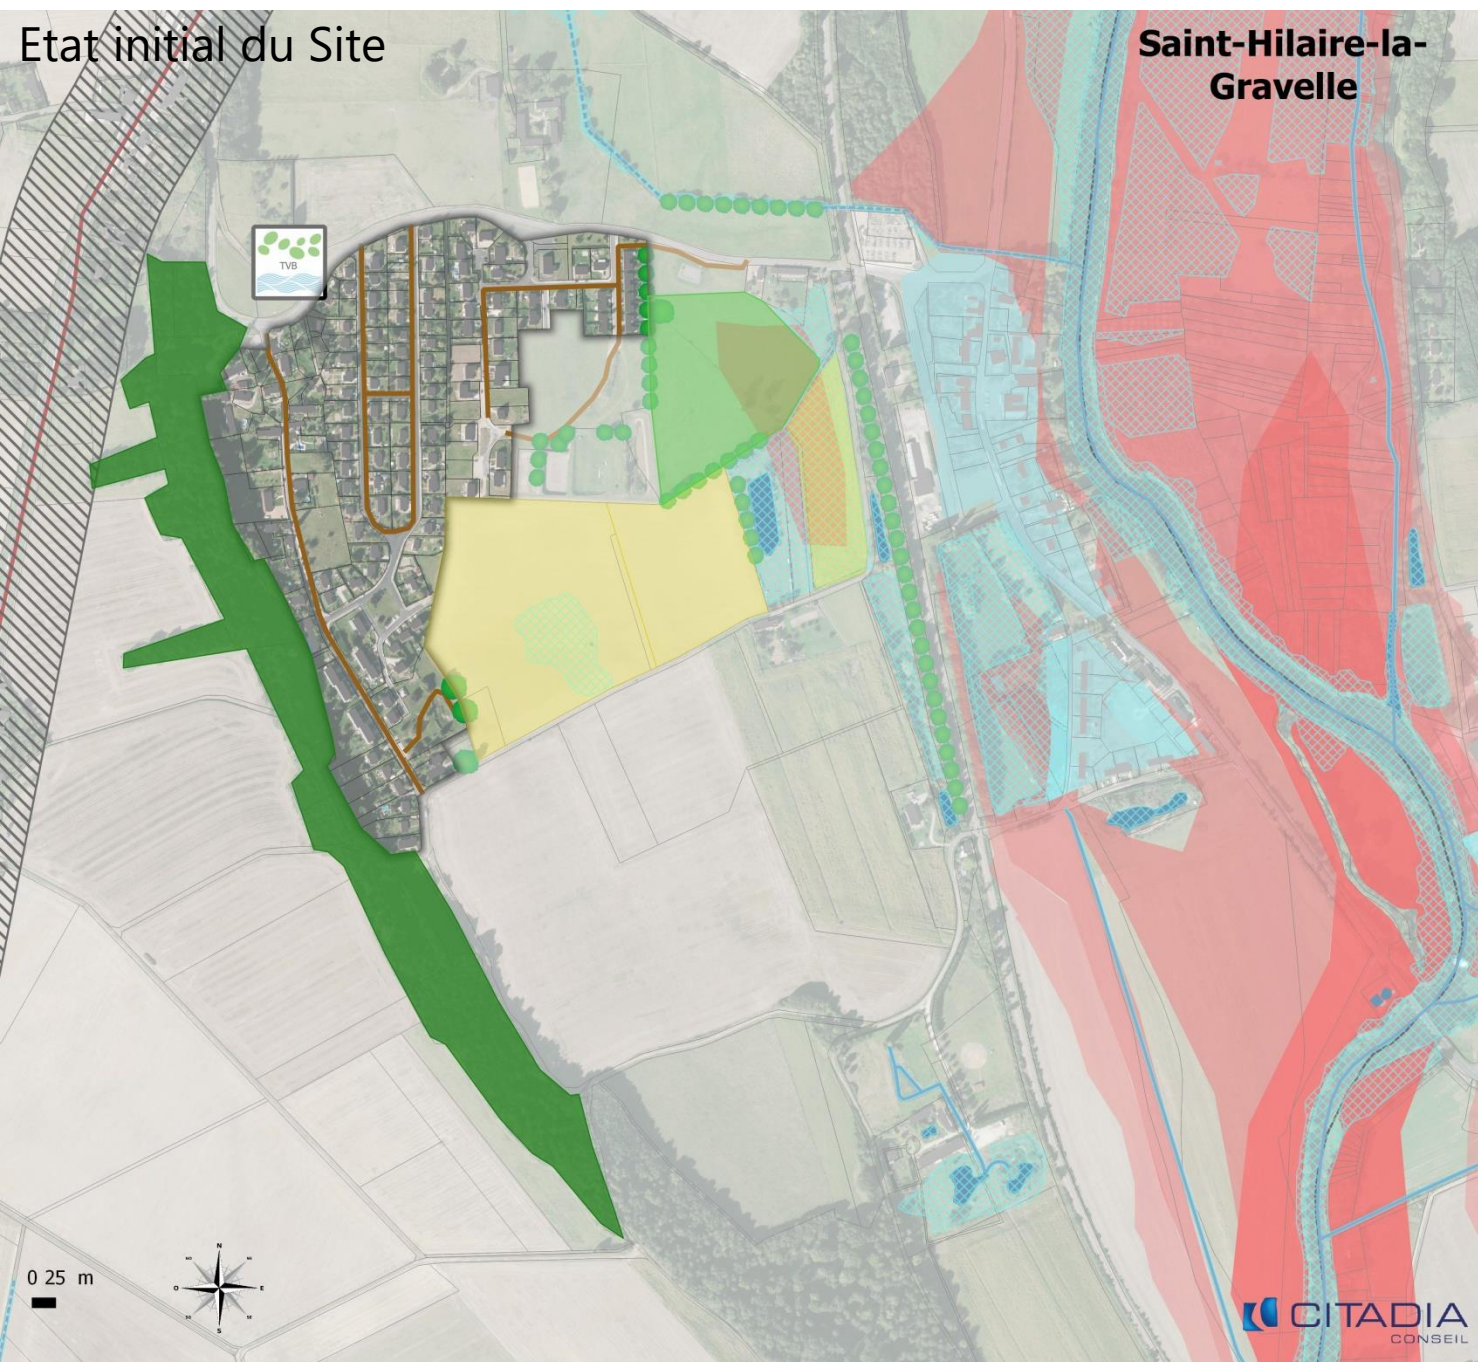 Etat initial du Site
Saint-Hilaire-la-
Gravelle
TVB
0 25 m
N
O
E
S
CITADIA
CONSEIL